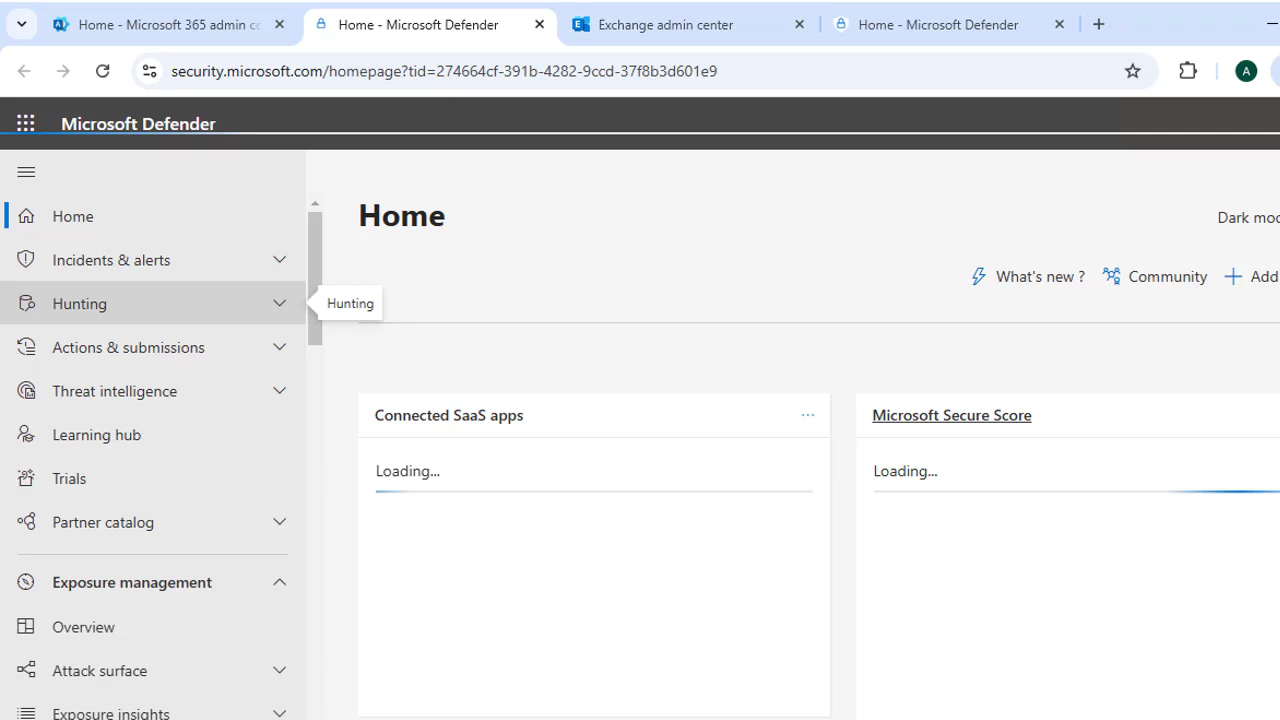 Home - Microsoft 365 admin ce
Home - Microsoft Defender
Exchange admin center
Home - Microsoft Defender
security.microsoft.com/homepage?tid=274664cf-391b-4282-9ccd-37f8b3d601e9
A
Microsoft Defender
Home
Incidents & alerts
Hunting
Hunting
Actions & submissions
Threat intelligence
Learning hub
Trials
Partner catalog
Exposure management
Overview
Attack surface
Exposure insights
Home
Dark mod
What's new ?
Community
Add
Connected SaaS apps
Loading...
Microsoft Secure Score
Loading...